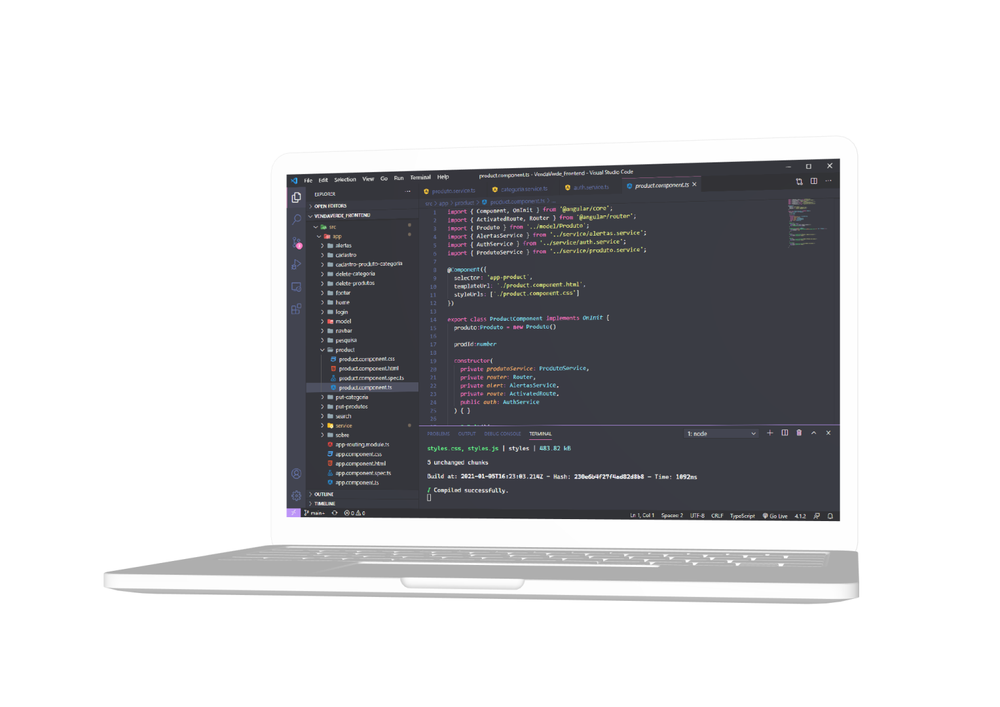 File Edit Selection View Go Run Terminal Help
product.component.ts - VendaVerde_Frontend - Visual Studio Code
EXPLORER
OPEN EDITORS
VENDAVERDE_FRONTEND
src
app
alertas
cadastro
cadastro-produto-categoria
delete-categoria
delete-produtos
footer
home
login
model
navbar
pesquisa
product
product.component.css
product.component.html
product.component.spec.ts
product.component.ts
put-categoria
put-produtos
search
service
sobre
app-routing.module.ts
app.component.css
app.component.html
app.component.spec.ts
app.component.ts
OUTLINE
TIMELINE
produto.service.ts categoria.service.ts auth.service.ts product.component.ts
src > app > product > product.component.ts > ...
1 import { Component, OnInit } from '@angular/core';
2 import { ActivatedRoute, Router } from '@angular/router';
3 import { Produto } from '../model/Produto';
4 import { AlertasService } from '../service/alertas.service';
5 import { AuthService } from '../service/auth.service';
6 import { ProdutoService } from '../service/produto.service';
7
8 @Component({
9 selector: 'app-product',
10 templateUrl: './product.component.html',
11 styleUrls: ['./product.component.css']
12 })
13
14 export class ProductComponent implements OnInit {
15 produto:Produto = new Produto()
16
17 prodId:number
18
19 constructor(
20 private produtoService: ProdutoService,
21 private router: Router,
22 private alert: AlertasService,
23 private route: ActivatedRoute,
24 public auth: AuthService
25 ) { }
26
PROBLEMS OUTPUT DEBUG CONSOLE TERMINAL 1: node
styles.css, styles.js | styles | 483.82 kB
5 unchanged chunks
Build at: 2021-01-05T16:23:03.214Z - Hash: 230e6b4f27f4ad82d8b8 - Time: 1092ms
Compiled successfully.
main+ 0 0 Ln 1, Col 1 Spaces: 2 UTF-8 CRLF TypeScript Go Live 4.1.2